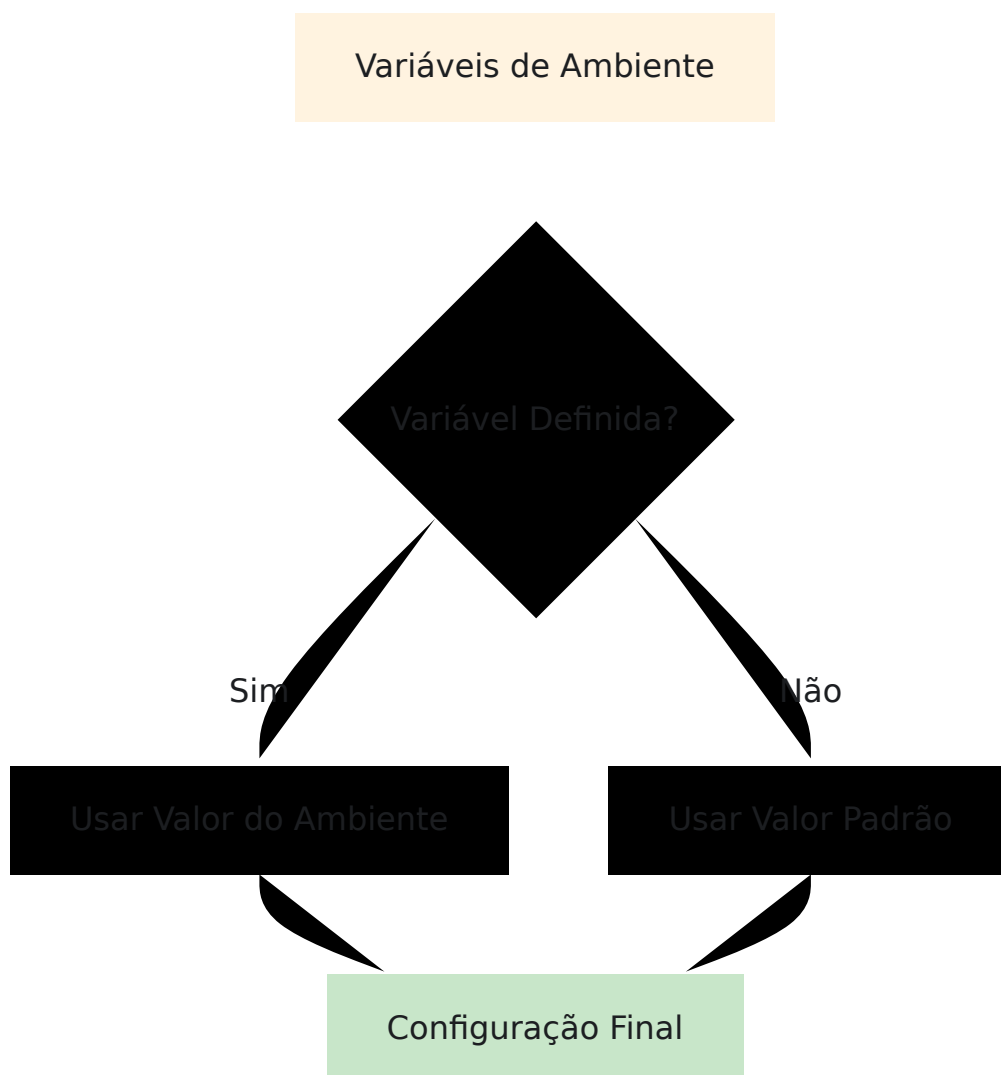 Variáveis de Ambiente
Variável Definida?
Sim
Não
Usar Valor do Ambiente
Usar Valor Padrão
Configuração Final